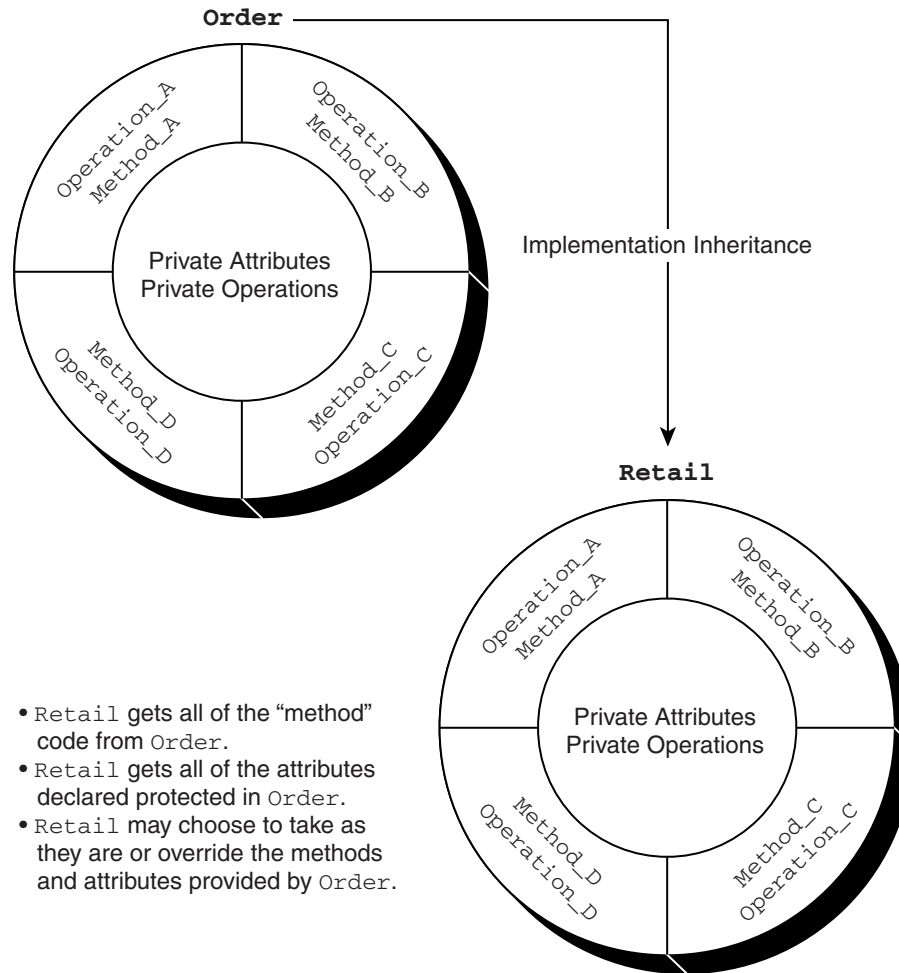 Order
Operation_A
Method_A
Operation_B
Method_B
Private Attributes
Private Operations
Method_D
Operation_D
Method_C
Operation_C
Implementation Inheritance
Retail
Operation_A
Method_A
Operation_B
Method_B
Private Attributes
Private Operations
Method_D
Operation_D
Method_C
Operation_C
• Retail gets all of the “method”
code from Order.
• Retail gets all of the attributes
declared protected in Order.
• Retail may choose to take as
they are or override the methods
and attributes provided by Order.